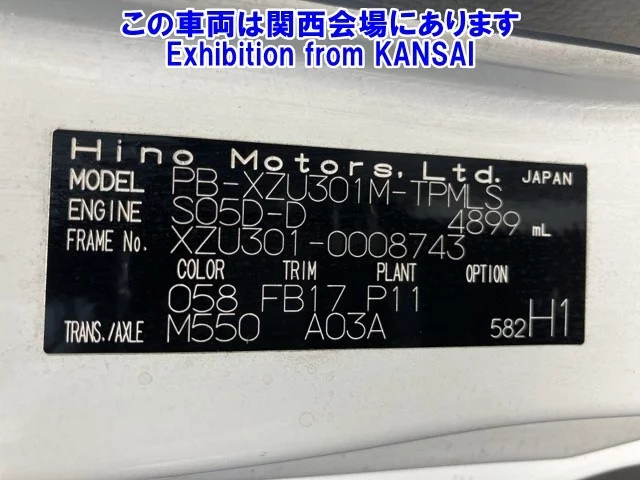 この車両は関西会場にあります
Exhibition from KANSAI
Hino Motors, Ltd. JAPAN
MODEL PB-XZU301M-TPMLS
ENGINE S05D-D 4899 mL
FRAME No. XZU301-0008743
COLOR TRIM PLANT OPTION
058 FB17 P11
TRANS./AXLE M550 A03A 582 H1